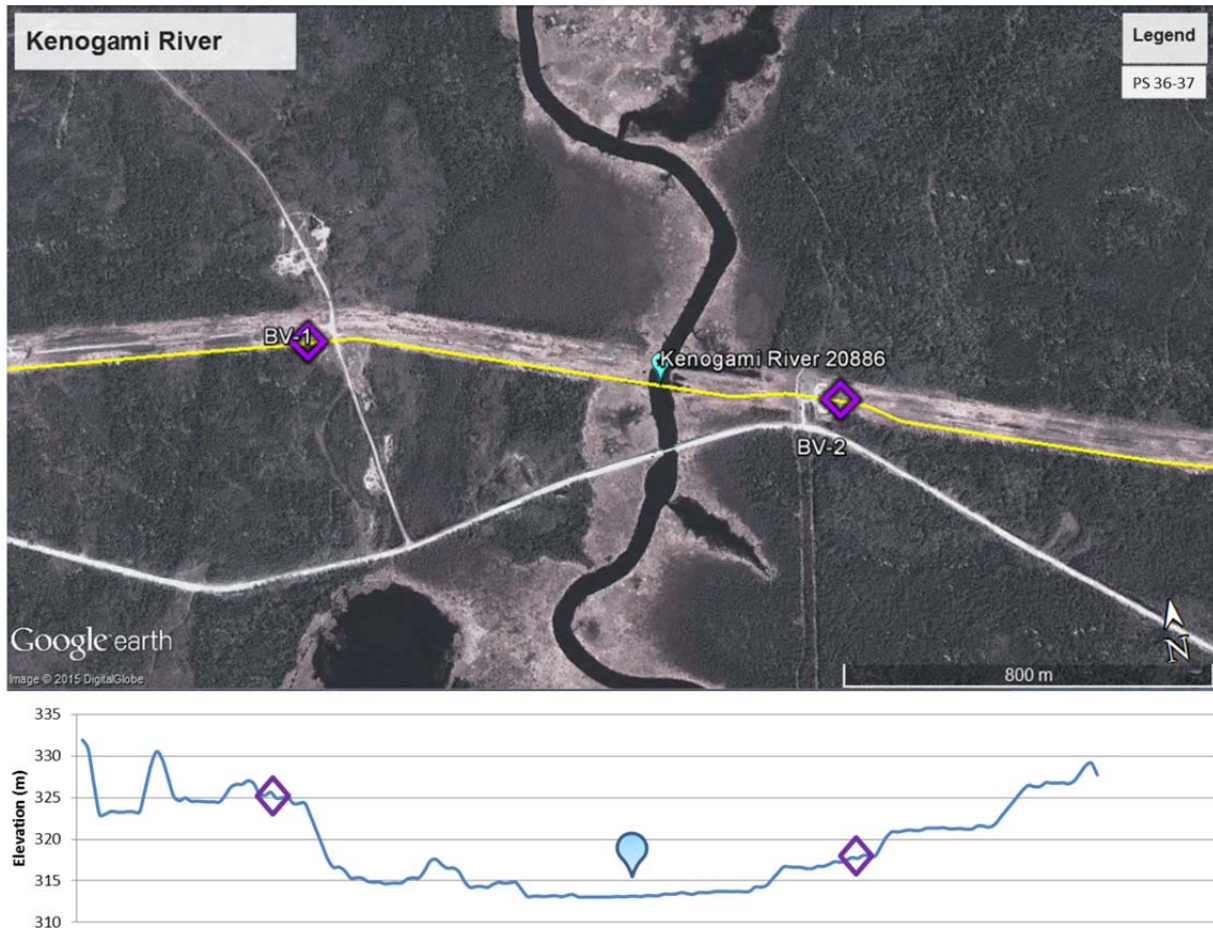 Kenogami River
Legend
PS 36-37
BV-1
Kenogami River 20886
BV-2
N
Google earth
Image © 2015 DigitalGlobe
800 m
335
330
325
320
315
310
Elevation (m)